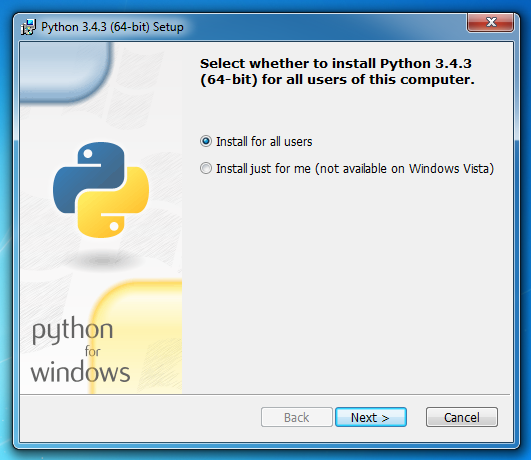 Python 3.4.3 (64-bit) Setup
Select whether to install Python 3.4.3
(64-bit) for all users of this computer.
Install for all users
Install just for me (not available on Windows Vista)
python
for
windows
Back
Next >
Cancel